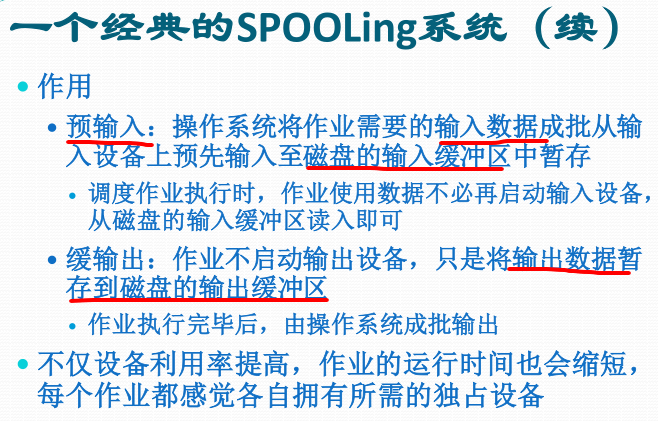 一个经典的SPOOLing系统（续）
作用
预输入：操作系统将作业需要的输入数据成批从输
入设备上预先输入至磁盘的输入缓冲区中暂存
调度作业执行时，作业使用数据不必再启动输入设备，
从磁盘的输入缓冲区读入即可
缓输出：作业不启动输出设备，只是将输出数据暂
存到磁盘的输出缓冲区
作业执行完毕后，由操作系统成批输出
不仅设备利用率提高，作业的运行时间也会缩短，
每个作业都感觉各自拥有所需的独占设备